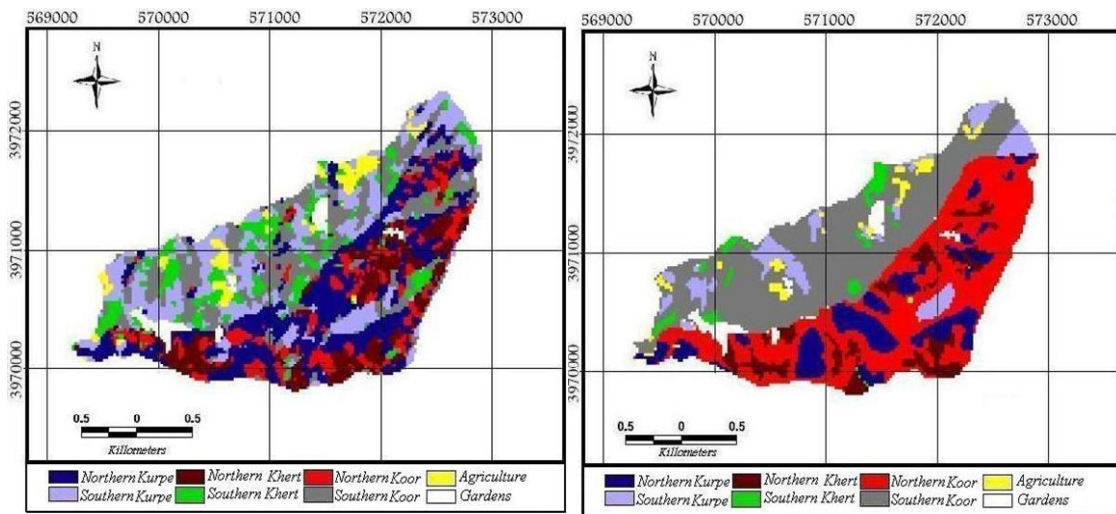 569000 570000 571000 572000 573000
N
3972000
3971000
3970000
0.5 0 0.5
Killometers
Northern Kurpe Northern Khert Northern Koor Agriculture
Southern Kurpe Southern Khert Southern Koor Gardens
569000 570000 571000 572000 573000
N
3972000
3971000
3970000
0.5 0 0.5
Killometers
Northern Kurpe Northern Khert Northern Koor Agriculture
Southern Kurpe Southern Khert Southern Koor Gardens